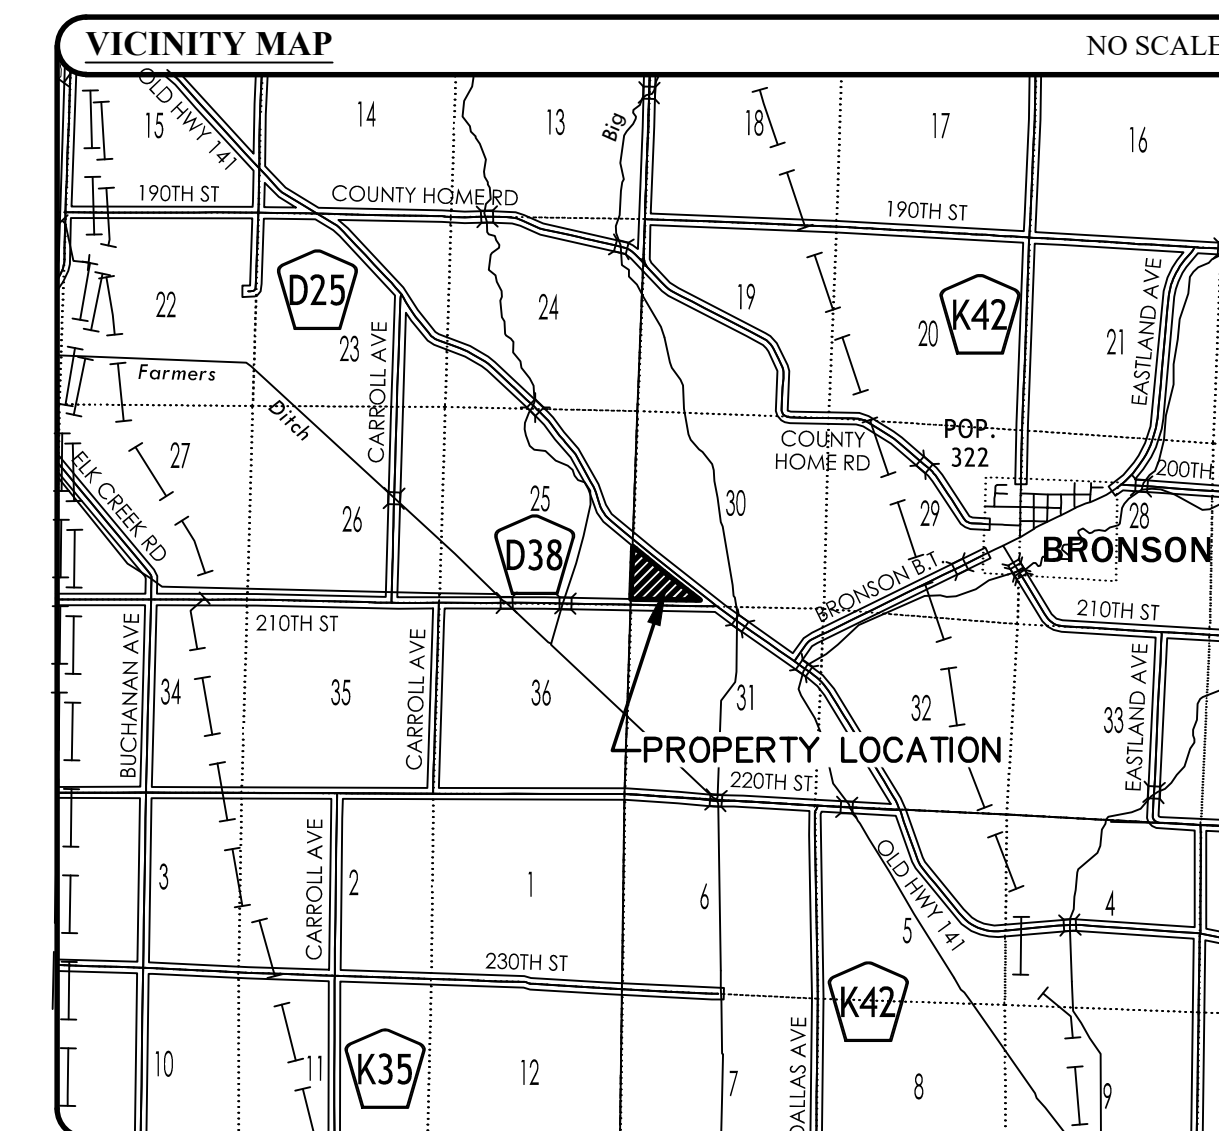 VICINITY MAP
NO SCALE
OLD HWY 141
15
14
13
Big
18
17
16
190TH ST
COUNTY HOME RD
190TH ST
D25
22
23
24
19
20
K42
21
EASTLAND AVE
CARROLL AVE
Farmers
Ditch
27
ELK CREEK RD
26
25
D38
30
COUNTY
HOME RD
POP.
322
29
200TH
28
BRONSON
BRONSON B.T.
210TH ST
210TH ST
BUCHANAN AVE
34
35
CARROLL AVE
36
31
32
33
EASTLAND AVE
PROPERTY LOCATION
220TH ST
3
CARROLL AVE
2
1
6
OLD HWY 141
5
4
230TH ST
K42
10
11
K35
12
7
DALLAS AVE
8
9